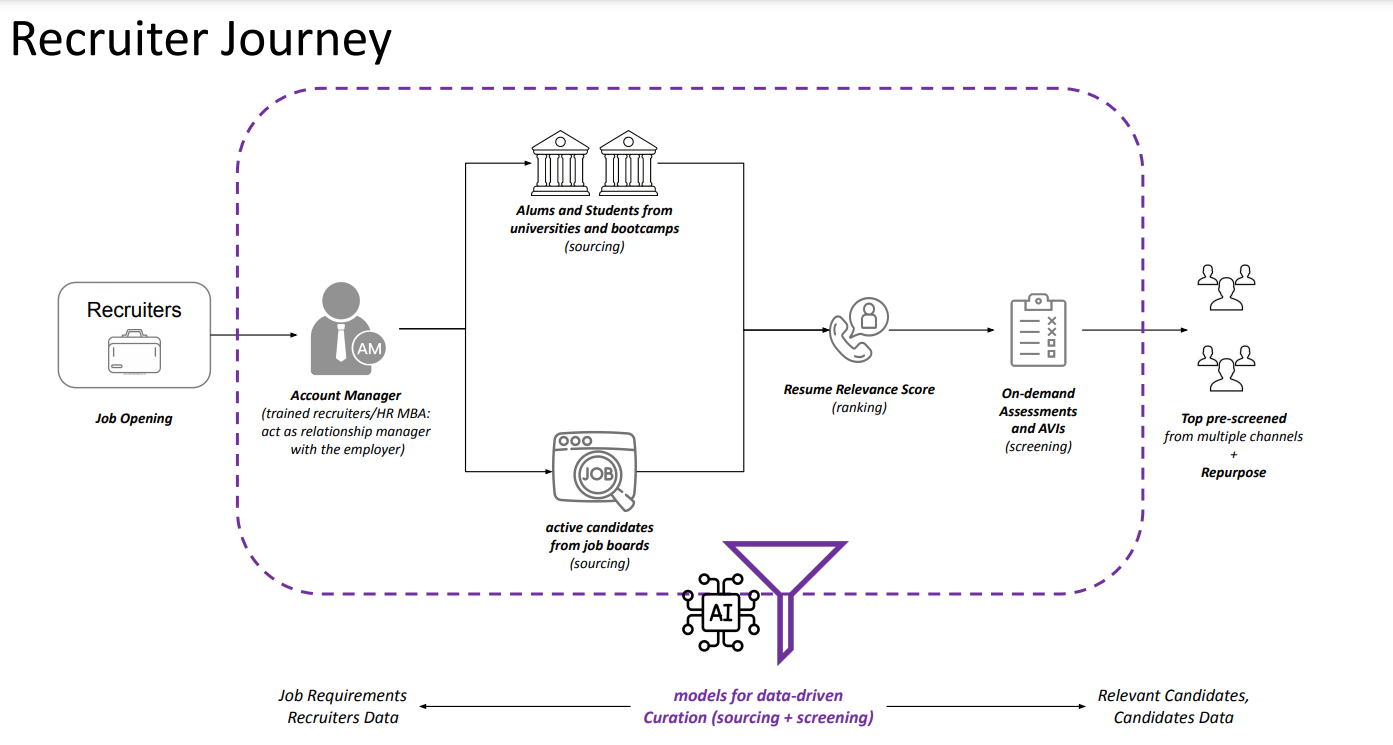 Recruiter Journey
Recruiters
Job Opening
AM
Account Manager
(trained recruiters/HR MBA:
act as relationship manager
with the employer)
Alums and Students from
universities and bootcamps
(sourcing)
JOB
active candidates
from job boards
(sourcing)
Resume Relevance Score
(ranking)
On-demand
Assessments
and AVIs
(screening)
Top pre-screened
from multiple channels
+
Repurpose
AI
Job Requirements
Recruiters Data
models for data-driven
Curation (sourcing + screening)
Relevant Candidates,
Candidates Data